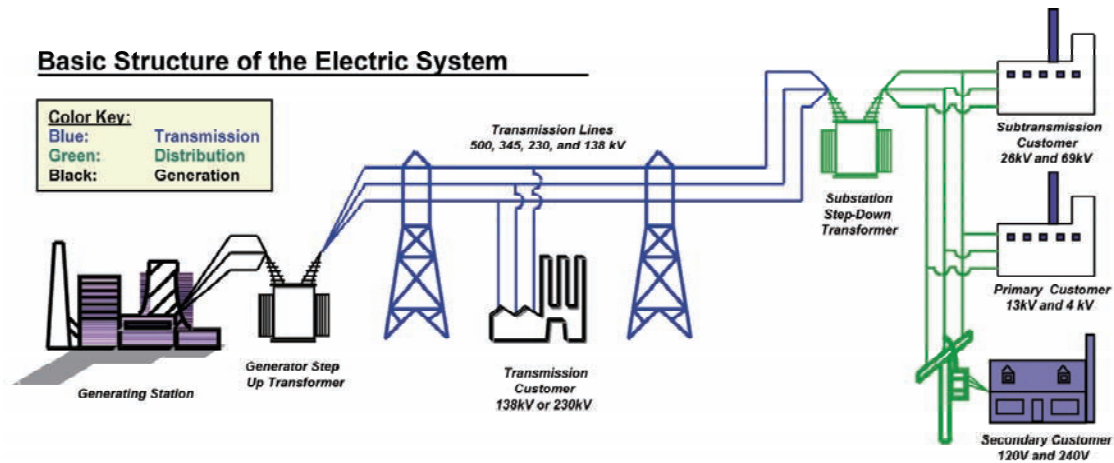 Basic Structure of the Electric System
Color Key:
Blue: Transmission
Green: Distribution
Black: Generation
Transmission Lines
500, 345, 230, and 138 kV
Substation
Step-Down
Transformer
Subtransmission
Customer
26kV and 69kV
Primary Customer
13kV and 4 kV
Generating Station
Generator Step
Up Transformer
Transmission
Customer
138kV or 230kV
Secondary Customer
120V and 240V